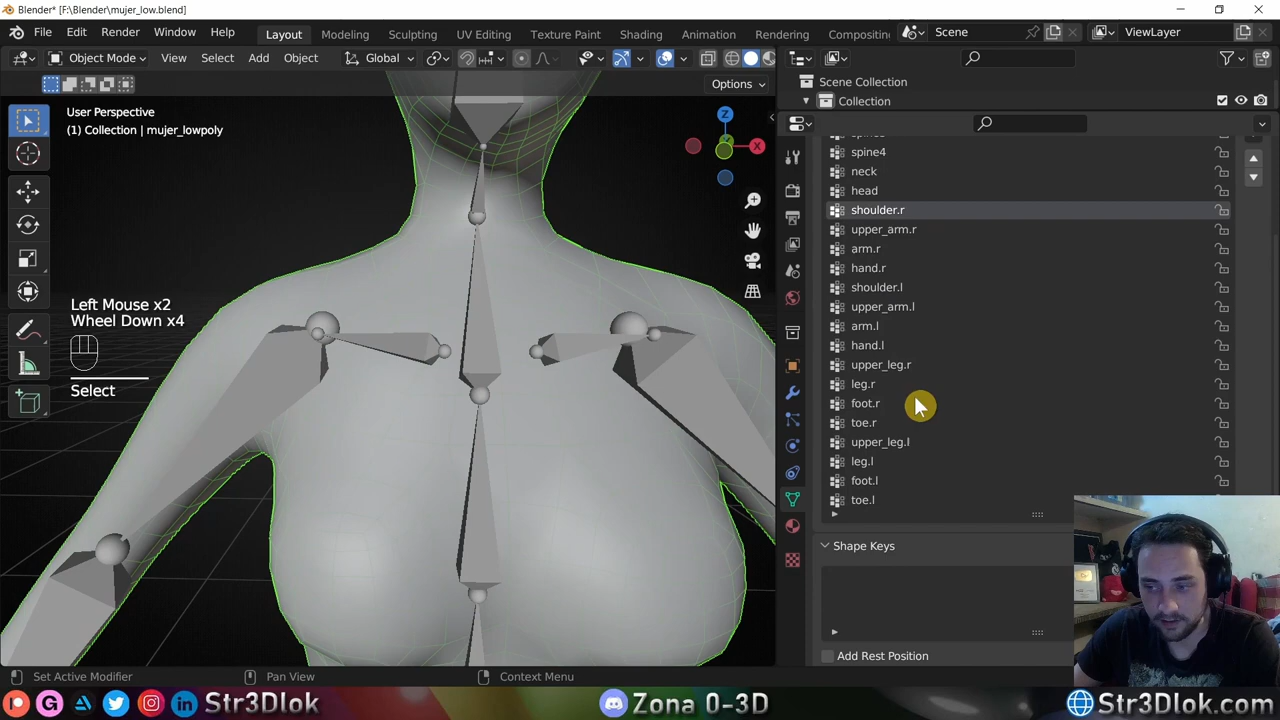 Blender* [F:\Blender\mujer_low.blend]
File Edit Render Window Help Layout Modeling Sculpting UV Editing Texture Paint Shading Animation Rendering Compositin Scene ViewLayer
Object Mode View Select Add Object Global
Options
User Perspective
(1) Collection | mujer_lowpoly
Z
X
Left Mouse x2
Wheel Down x4
Select
Scene Collection
Collection
spine4
neck
head
shoulder.r
upper_arm.r
arm.r
hand.r
shoulder.l
upper_arm.l
arm.l
hand.l
upper_leg.r
leg.r
foot.r
toe.r
upper_leg.l
leg.l
foot.l
toe.l
Shape Keys
Add Rest Position
Set Active Modifier Pan View Context Menu
Str3Dlok Zona 0-3D Str3Dlok.com